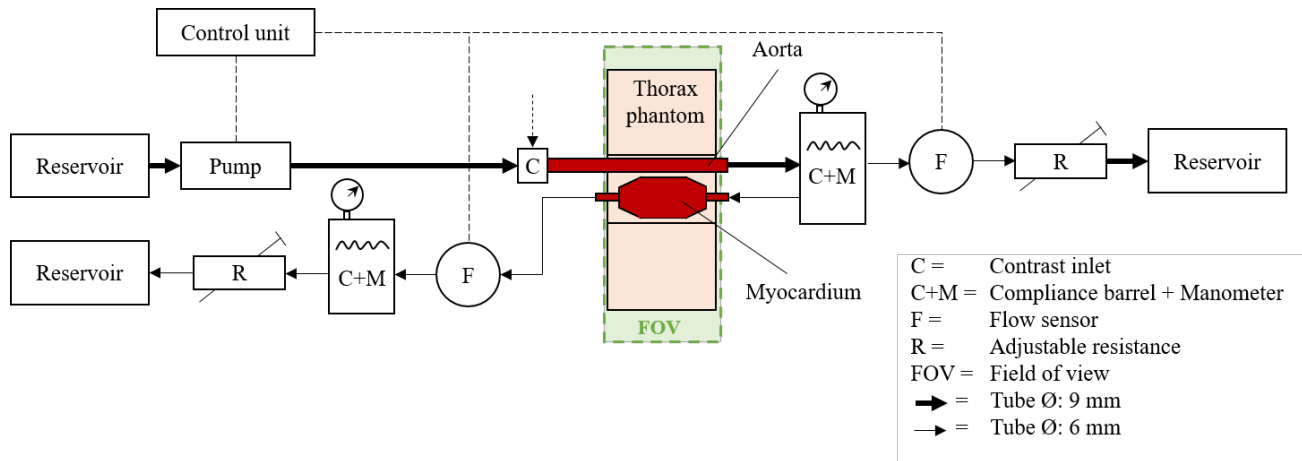 Control unit
Aorta
Thorax
phantom
Reservoir
Pump
C
C+M
F
R
Reservoir
Reservoir
R
C+M
F
Myocardium
FOV
C = Contrast inlet
C+M = Compliance barrel + Manometer
F = Flow sensor
R = Adjustable resistance
FOV = Field of view
= Tube Ø: 9 mm
= Tube Ø: 6 mm